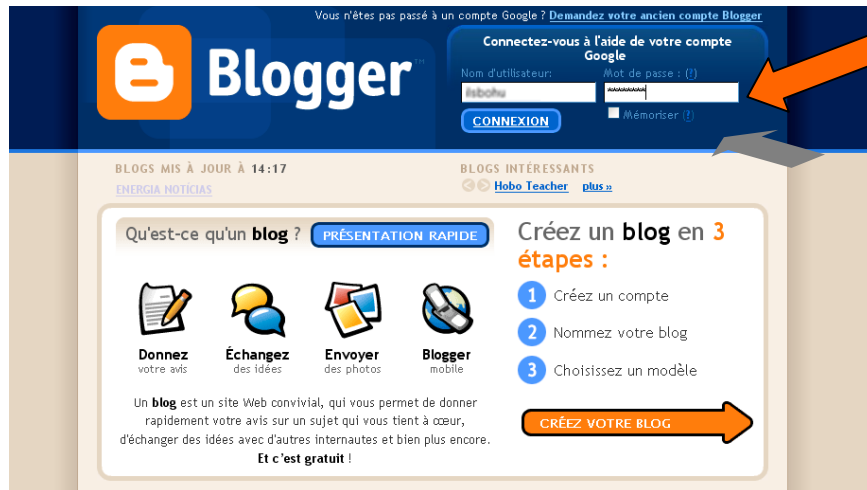 Vous n'êtes pas passé à un compte Google ? Demandez votre ancien compte Blogger
Blogger™
Connectez-vous à l'aide de votre compte
Google
Nom d'utilisateur: Mot de passe : (?)
ilsbohu ********
CONNEXION Mémoriser (?)
BLOGS MIS À JOUR À 14:17
ENERGIA NOTICIAS
BLOGS INTÉRESSANTS
Hobo Teacher plus »
Qu'est-ce qu'un blog ? PRÉSENTATION RAPIDE
Donnez
votre avis
Échangez
des idées
Envoyer
des photos
Blogger
mobile
Un blog est un site Web convivial, qui vous permet de donner
rapidement votre avis sur un sujet qui vous tient à cœur,
d'échanger des idées avec d'autres internautes et bien plus encore.
Et c'est gratuit !
Créez un blog en 3
étapes :
1 Créez un compte
2 Nommez votre blog
3 Choisissez un modèle
CRÉEZ VOTRE BLOG